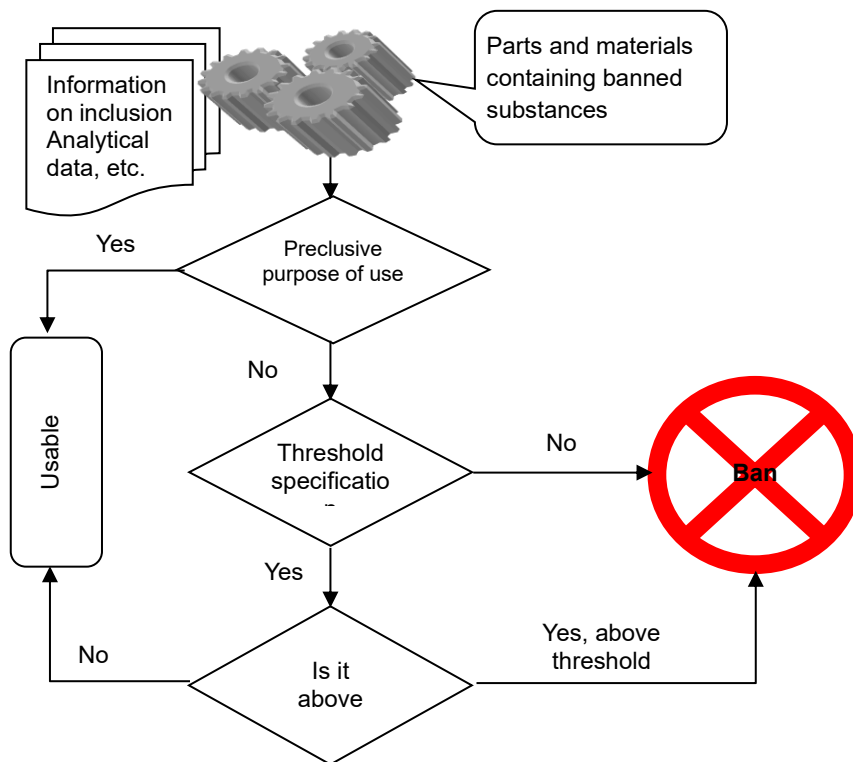 Information
on inclusion
Analytical
data, etc.
Parts and materials
containing banned
substances
Yes
Preclusive
purpose of use
No
Usable
Threshold
specificatio
No
Ban
Yes
No
Is it
above
Yes, above
threshold